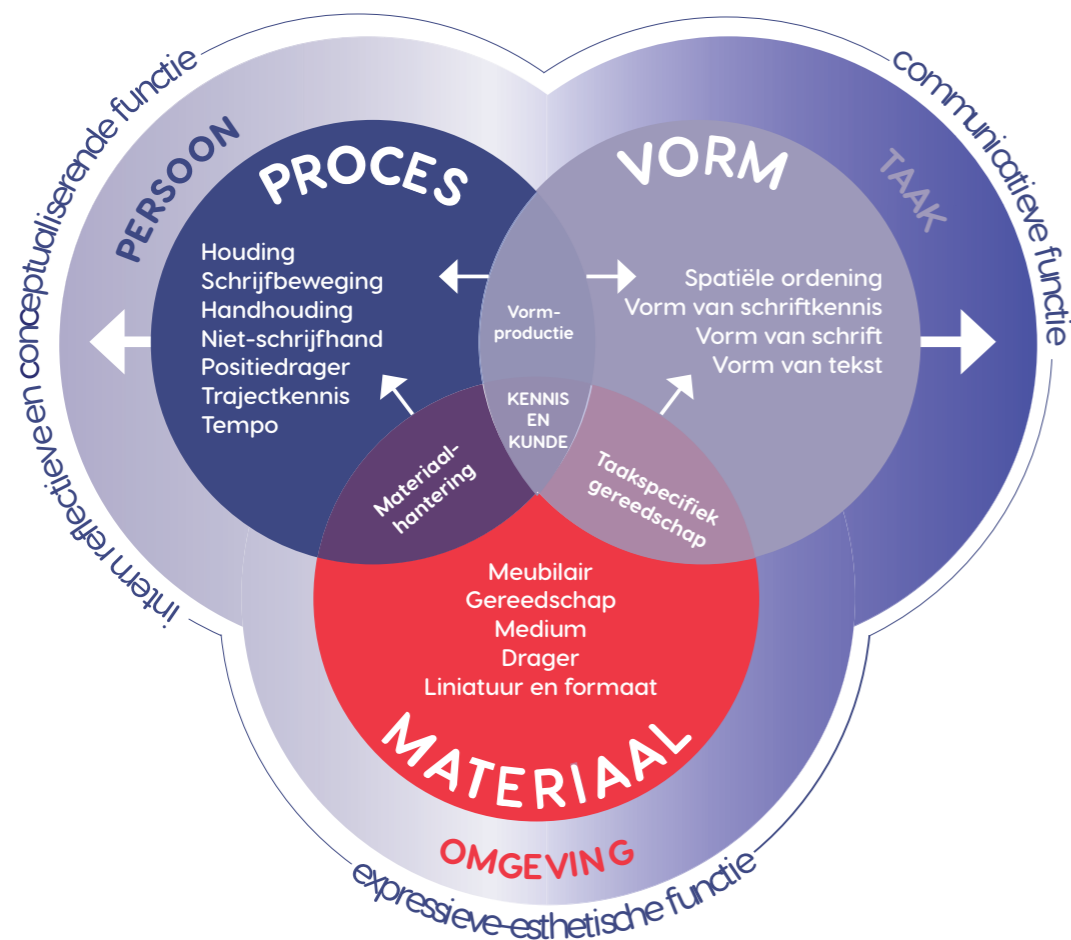 intern reflectieve en conceptualiserende functie
communicatieve functie
PERSOON
TAAK
PROCES
VORM
Houding
Schrijfbeweging
Handhouding
Niet-schrijfhand
Positiedrager
Trajectkennis
Tempo
Vorm-
productie
Spatiële ordening
Vorm van schriftkennis
Vorm van schrift
Vorm van tekst
KENNIS
EN
KUNDE
Materiaal-
hantering
Taakspecifiek
gereedschap
Meubilair
Gereedschap
Medium
Drager
Liniatuur en formaat
MATERIAAL
OMGEVING
expressieve-esthetische functie